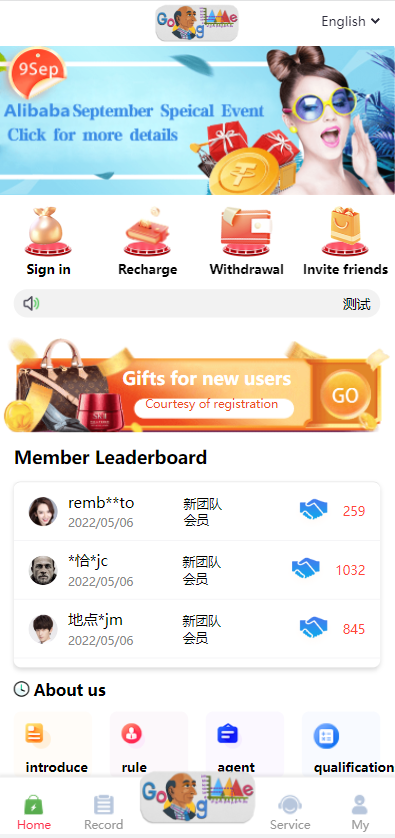 English
9Sep
Alibaba September Speical Event
Click for more details
Sign in
Recharge
Withdrawal
Invite friends
测试
Gifts for new users
Courtesy of registration
GO
Member Leaderboard
remb**to
2022/05/06
新团队
会员
259
*恰*jc
2022/05/06
新团队
会员
1032
地点*jm
2022/05/06
新团队
会员
845
About us
introduce
rule
agent
qualification
Home
Record
Service
My